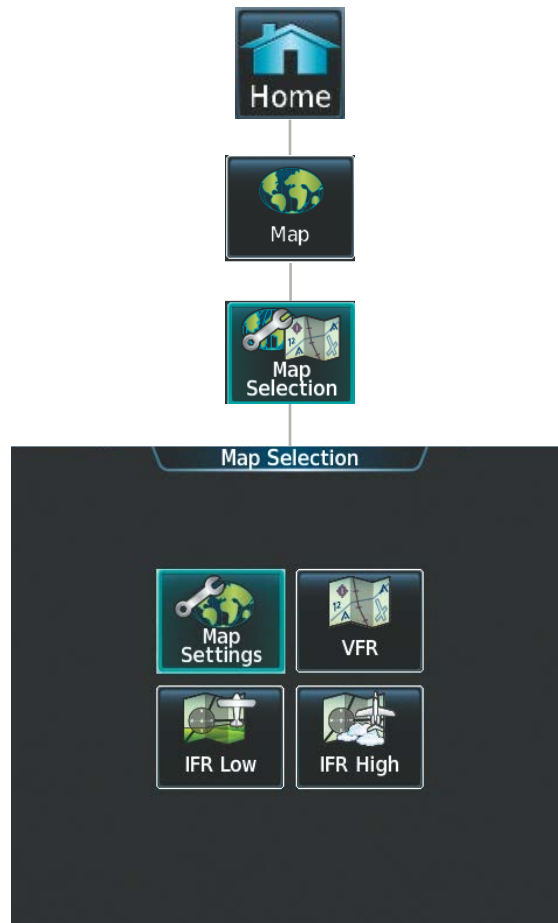 Home
Map
Map
Selection
Map Selection
Map
Settings
VFR
IFR Low
IFR High